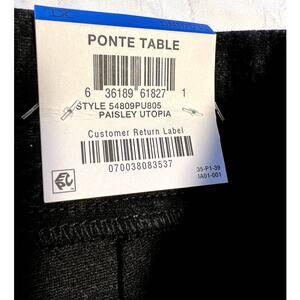 1X
PONTE TABLE
6 36189 61827 1
STYLE 54809PU805
PAISLEY UTOPIA
Customer Return Label
070038083537
35-P1-39
IA01-001